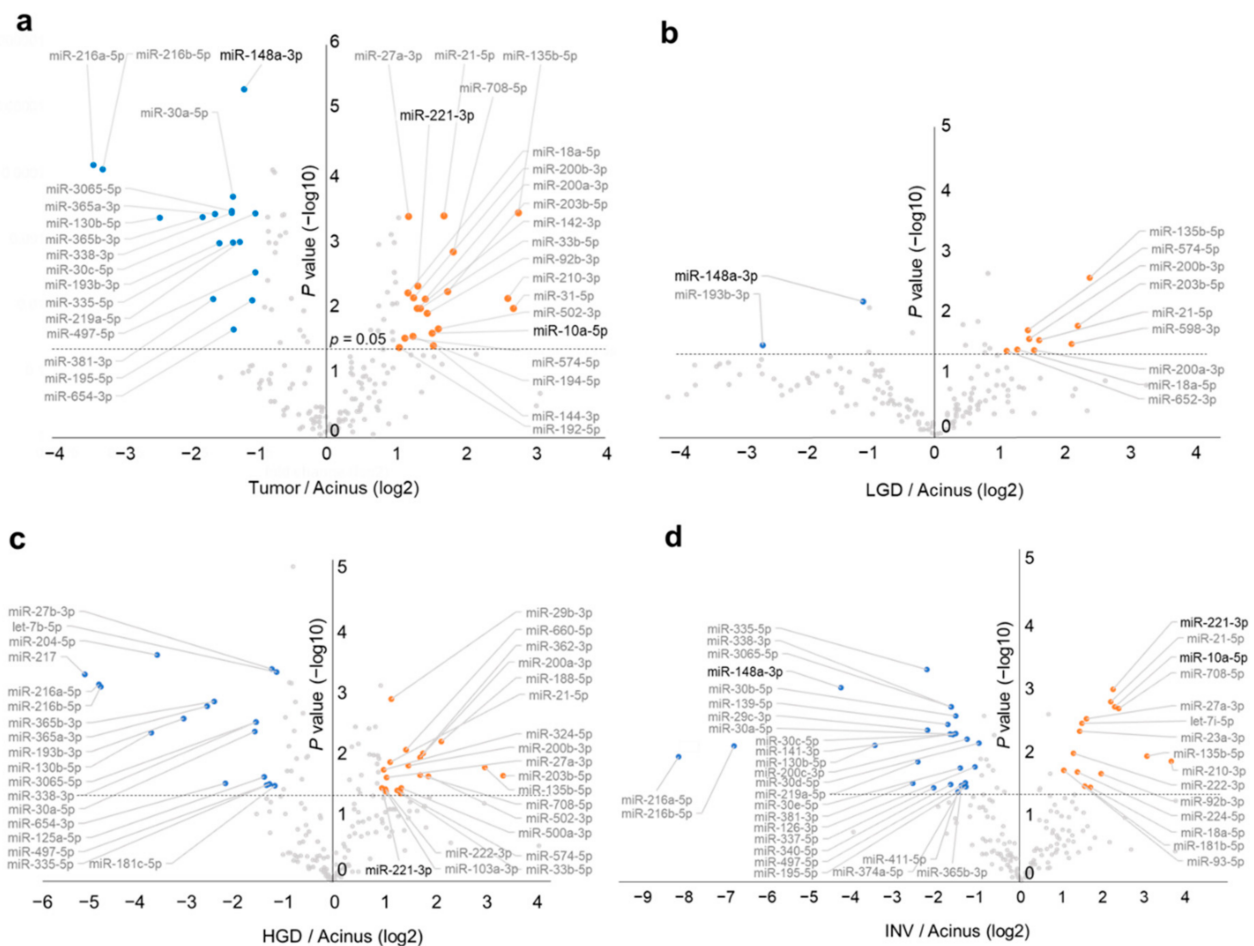 a
miR-216a-5p
miR-216b-5p
miR-148a-3p
miR-30a-5p
miR-3065-5p
miR-365a-3p
miR-130b-5p
miR-365b-3p
miR-338-3p
miR-30c-5p
miR-193b-3p
miR-335-5p
miR-219a-5p
miR-497-5p
miR-381-3p
miR-195-5p
miR-654-3p
miR-27a-3p
miR-21-5p
miR-135b-5p
miR-708-5p
miR-221-3p
miR-18a-5p
miR-200b-3p
miR-200a-3p
miR-203b-5p
miR-142-3p
miR-33b-5p
miR-92b-3p
miR-210-3p
miR-31-5p
miR-502-3p
miR-10a-5p
miR-574-5p
miR-194-5p
miR-144-3p
miR-192-5p
p = 0.05
P value (−log10)
6
5
4
3
2
1
0
−4 −3 −2 −1 0 1 2 3 4
Tumor / Acinus (log2)
b
miR-148a-3p
miR-193b-3p
miR-135b-5p
miR-574-5p
miR-200b-3p
miR-203b-5p
miR-21-5p
miR-598-3p
miR-200a-3p
miR-18a-5p
miR-652-3p
P value (−log10)
5
4
3
2
1
0
−4 −3 −2 −1 0 1 2 3 4
LGD / Acinus (log2)
c
miR-27b-3p
let-7b-5p
miR-204-5p
miR-217
miR-216a-5p
miR-216b-5p
miR-365b-3p
miR-365a-3p
miR-193b-3p
miR-130b-5p
miR-3065-5p
miR-338-3p
miR-30a-5p
miR-654-3p
miR-125a-5p
miR-497-5p
miR-335-5p
miR-181c-5p
miR-29b-3p
miR-660-5p
miR-362-3p
miR-200a-3p
miR-188-5p
miR-21-5p
miR-324-5p
miR-200b-3p
miR-27a-3p
miR-203b-5p
miR-135b-5p
miR-708-5p
miR-502-3p
miR-500a-3p
miR-574-5p
miR-33b-5p
miR-222-3p
miR-103a-3p
miR-221-3p
P value (−log10)
5
4
3
2
1
0
−6 −5 −4 −3 −2 −1 0 1 2 3 4
HGD / Acinus (log2)
d
miR-335-5p
miR-338-3p
miR-3065-5p
miR-148a-3p
miR-30b-5p
miR-139-5p
miR-29c-3p
miR-30a-5p
miR-30c-5p
miR-141-3p
miR-130b-5p
miR-200c-3p
miR-30d-5p
miR-219a-5p
miR-30e-5p
miR-381-3p
miR-126-3p
miR-337-5p
miR-340-5p
miR-497-5p
miR-195-5p
miR-216a-5p
miR-216b-5p
miR-411-5p
miR-374a-5p
miR-365b-3p
miR-221-3p
miR-21-5p
miR-10a-5p
miR-708-5p
miR-27a-3p
let-7i-5p
miR-23a-3p
miR-135b-5p
miR-210-3p
miR-222-3p
miR-92b-3p
miR-224-5p
miR-18a-5p
miR-181b-5p
miR-93-5p
P value (−log10)
5
4
3
2
1
0
−9 −8 −7 −6 −5 −4 −3 −2 −1 0 1 2 3 4
INV / Acinus (log2)